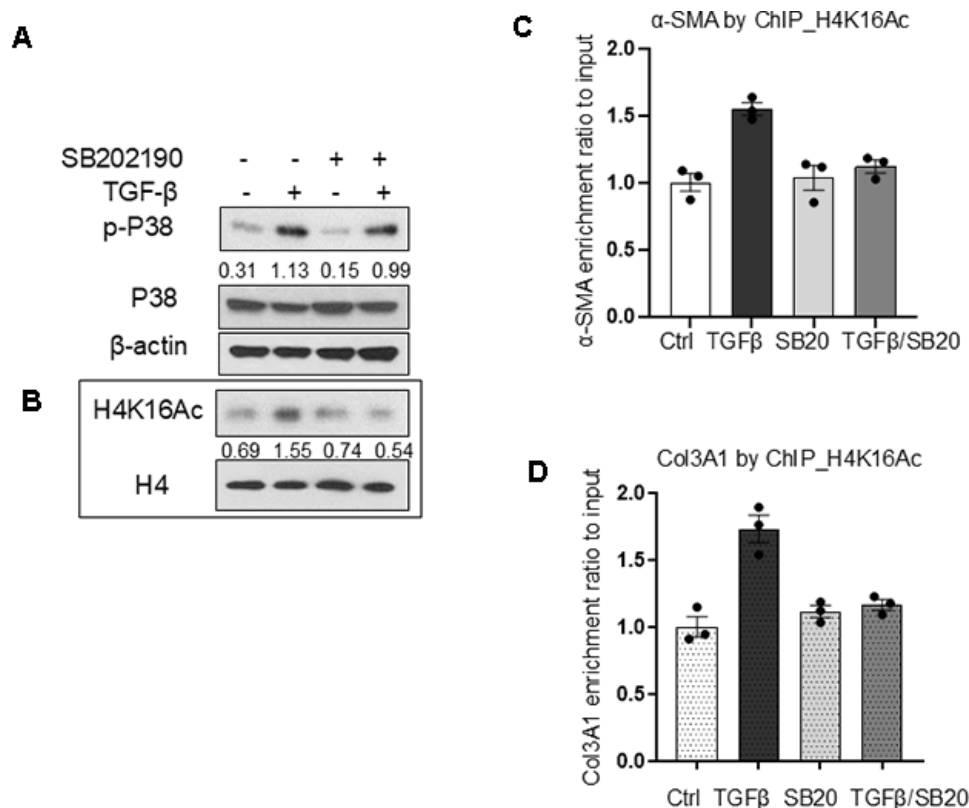 A
SB202190 - - + +
TGF-β - + - +
p-P38
0.31 1.13 0.15 0.99
P38
β-actin
B
H4K16Ac
0.69 1.55 0.74 0.54
H4
C
α-SMA by ChIP_H4K16Ac
α-SMA enrichment ratio to input
2.0
1.5
1.0
0.5
0.0
Ctrl TGFβ SB20 TGFβ/SB20
D
Col3A1 by ChIP_H4K16Ac
Col3A1 enrichment ratio to input
2.0
1.5
1.0
0.5
0.0
Ctrl TGFβ SB20 TGFβ/SB20